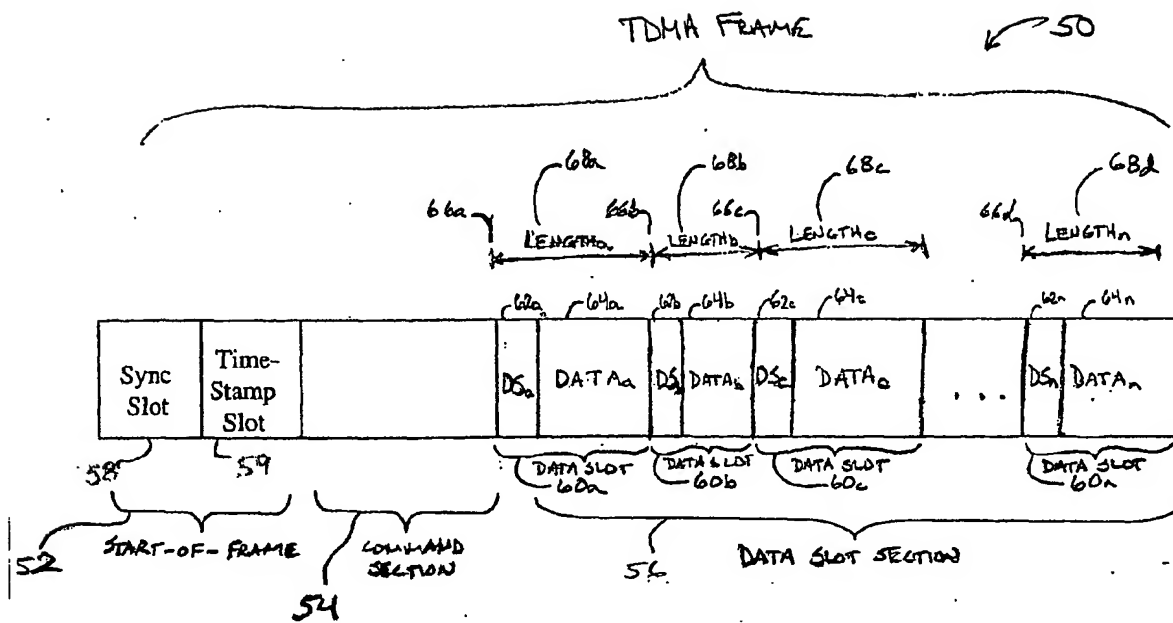 TDMA FRAME
50
68a 68b 68c 68d
66a 66b 66c 66d
LENGTHa LENGTHb LENGTHc LENGTHn
62a 64a 62b 64b 62c 64c 62n 64n
Sync Slot
Time-Stamp Slot
DSa DATAa DSb DATAb DSc DATAc ... DSn DATAn
58 59
DATA SLOT DATA SLOT DATA SLOT DATA SLOT
60a 60b 60c 60n
52 START-OF-FRAME
54 COMMAND SECTION
56 DATA SLOT SECTION